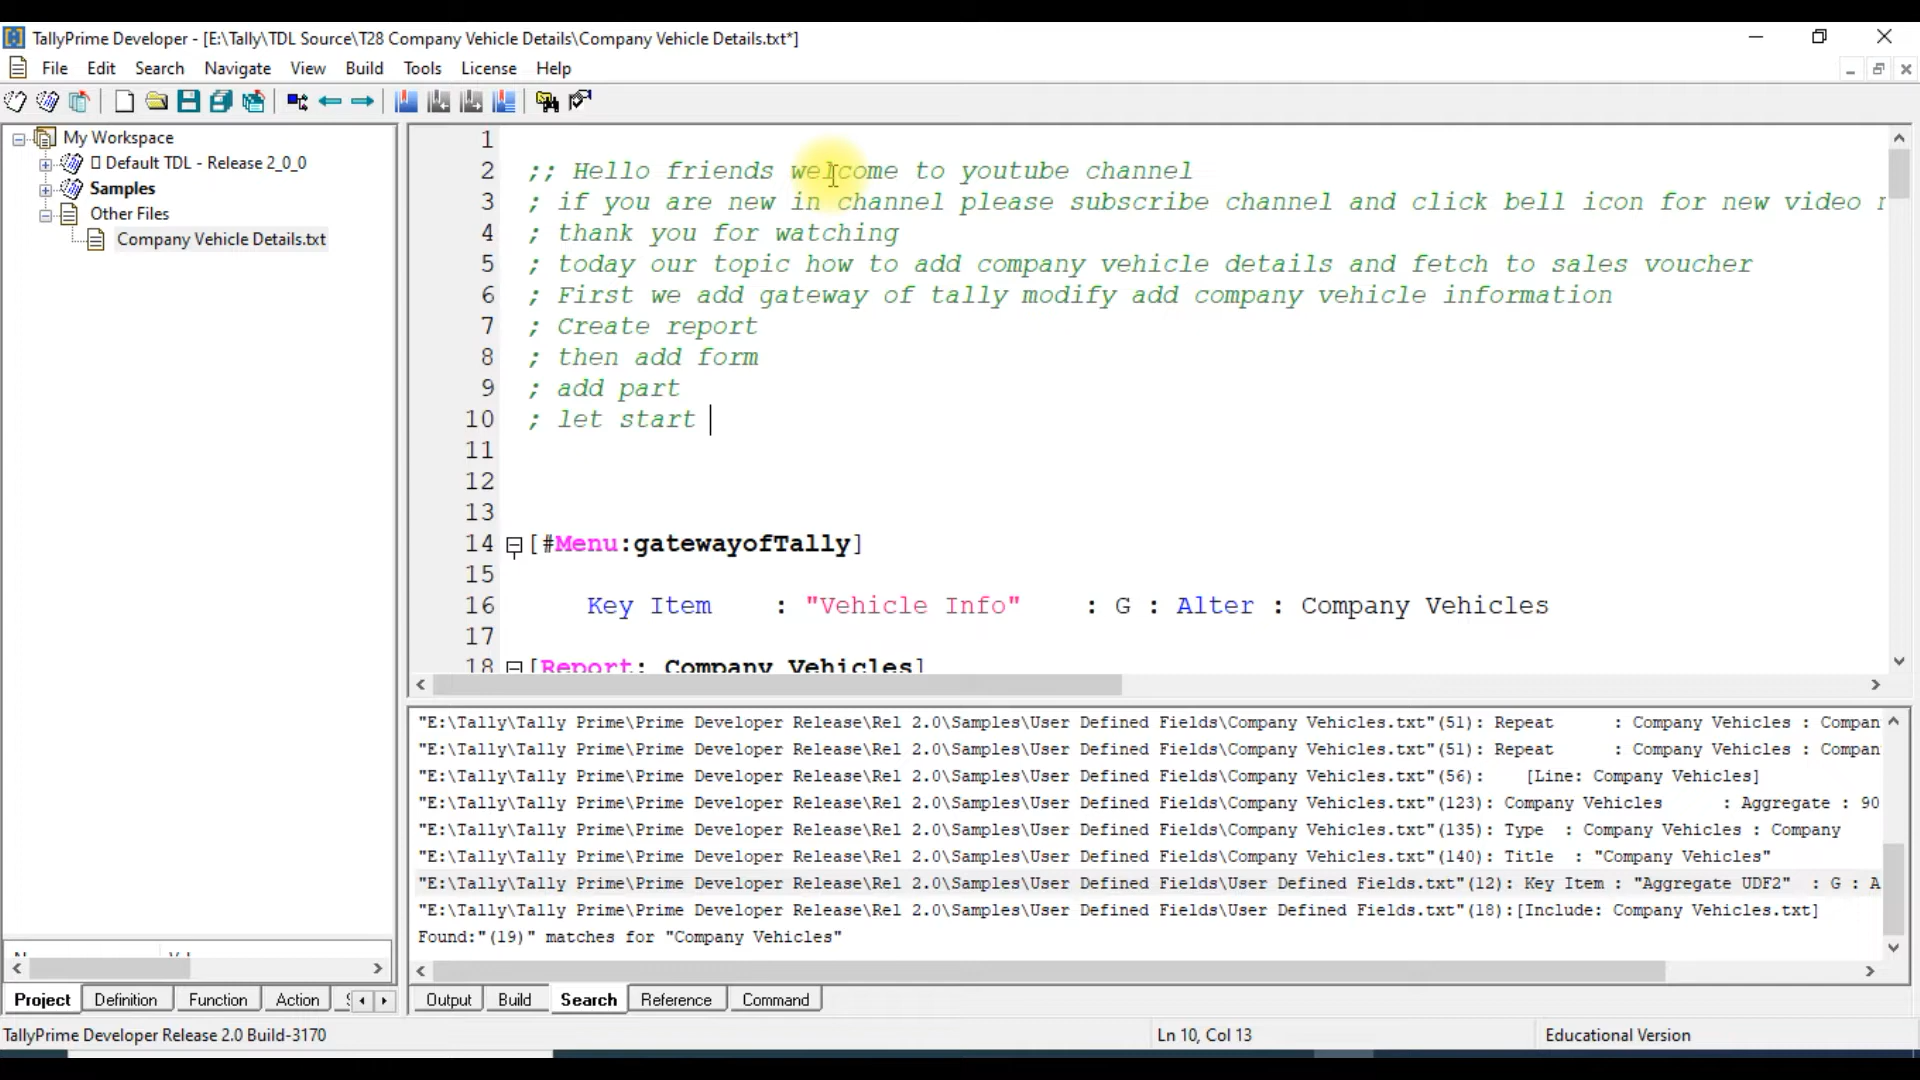 TallyPrime Developer - [E:\Tally\TDL Source\T28 Company Vehicle Details\Company Vehicle Details.txt*]
File Edit Search Navigate View Build Tools License Help
My Workspace
Default TDL - Release 2_0_0
Samples
Other Files
Company Vehicle Details.txt
1
2 ;; Hello friends welcome to youtube channel
3 ; if you are new in channel please subscribe channel and click bell icon for new video
4 ; thank you for watching
5 ; today our topic how to add company vehicle details and fetch to sales voucher
6 ; First we add gateway of tally modify add company vehicle information
7 ; Create report
8 ; then add form
9 ; add part
10 ; let start
11
12
13
14 [#Menu:gatewayofTally]
15
16 Key Item : "Vehicle Info" : G : Alter : Company Vehicles
17
18 [Report: Company Vehicles]
"E:\Tally\Tally Prime\Prime Developer Release\Rel 2.0\Samples\User Defined Fields\Company Vehicles.txt"(51): Repeat : Company Vehicles : Compan
"E:\Tally\Tally Prime\Prime Developer Release\Rel 2.0\Samples\User Defined Fields\Company Vehicles.txt"(51): Repeat : Company Vehicles : Compan
"E:\Tally\Tally Prime\Prime Developer Release\Rel 2.0\Samples\User Defined Fields\Company Vehicles.txt"(56): [Line: Company Vehicles]
"E:\Tally\Tally Prime\Prime Developer Release\Rel 2.0\Samples\User Defined Fields\Company Vehicles.txt"(123): Company Vehicles : Aggregate : 90
"E:\Tally\Tally Prime\Prime Developer Release\Rel 2.0\Samples\User Defined Fields\Company Vehicles.txt"(135): Type : Company Vehicles : Company
"E:\Tally\Tally Prime\Prime Developer Release\Rel 2.0\Samples\User Defined Fields\Company Vehicles.txt"(140): Title : "Company Vehicles"
"E:\Tally\Tally Prime\Prime Developer Release\Rel 2.0\Samples\User Defined Fields\User Defined Fields.txt"(12): Key Item : "Aggregate UDF2" : G : A
"E:\Tally\Tally Prime\Prime Developer Release\Rel 2.0\Samples\User Defined Fields\User Defined Fields.txt"(18):[Include: Company Vehicles.txt]
Found:"(19)" matches for "Company Vehicles"
Project Definition Function Action
Output Build Search Reference Command
TallyPrime Developer Release 2.0 Build-3170 Ln 10, Col 13 Educational Version